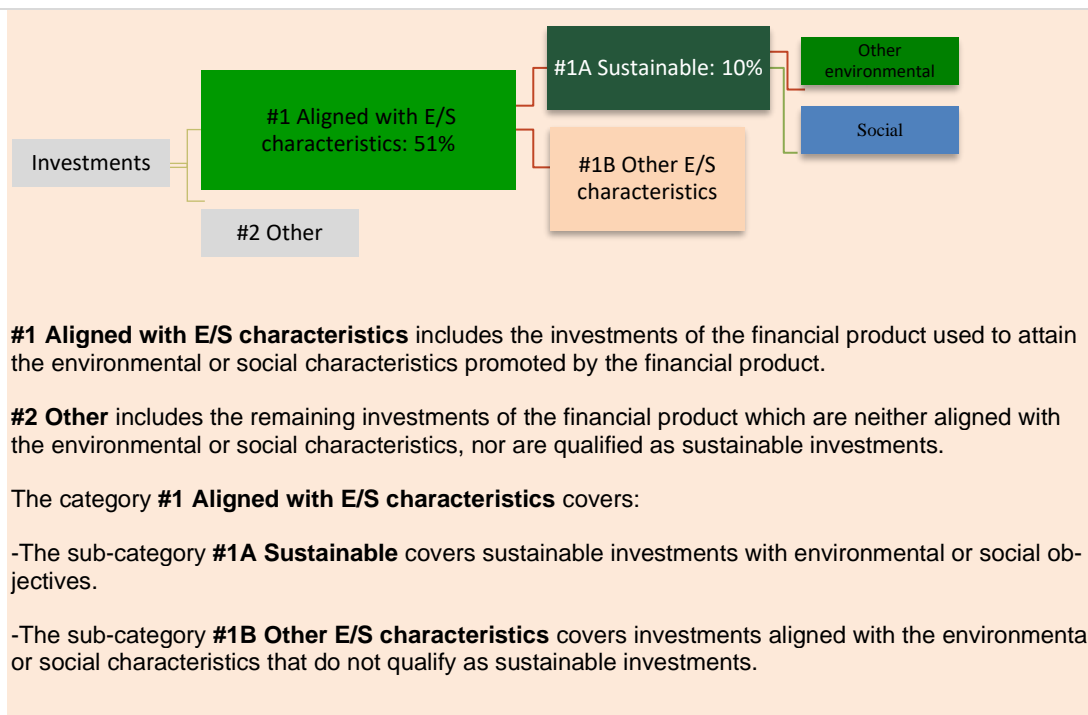 Investments
#1 Aligned with E/S
characteristics: 51%
#2 Other
#1A Sustainable: 10%
#1B Other E/S
characteristics
Other
environmental
Social
#1 Aligned with E/S characteristics includes the investments of the financial product used to attain
the environmental or social characteristics promoted by the financial product.
#2 Other includes the remaining investments of the financial product which are neither aligned with
the environmental or social characteristics, nor are qualified as sustainable investments.
The category #1 Aligned with E/S characteristics covers:
-The sub-category #1A Sustainable covers sustainable investments with environmental or social ob-
jectives.
-The sub-category #1B Other E/S characteristics covers investments aligned with the environmenta
or social characteristics that do not qualify as sustainable investments.